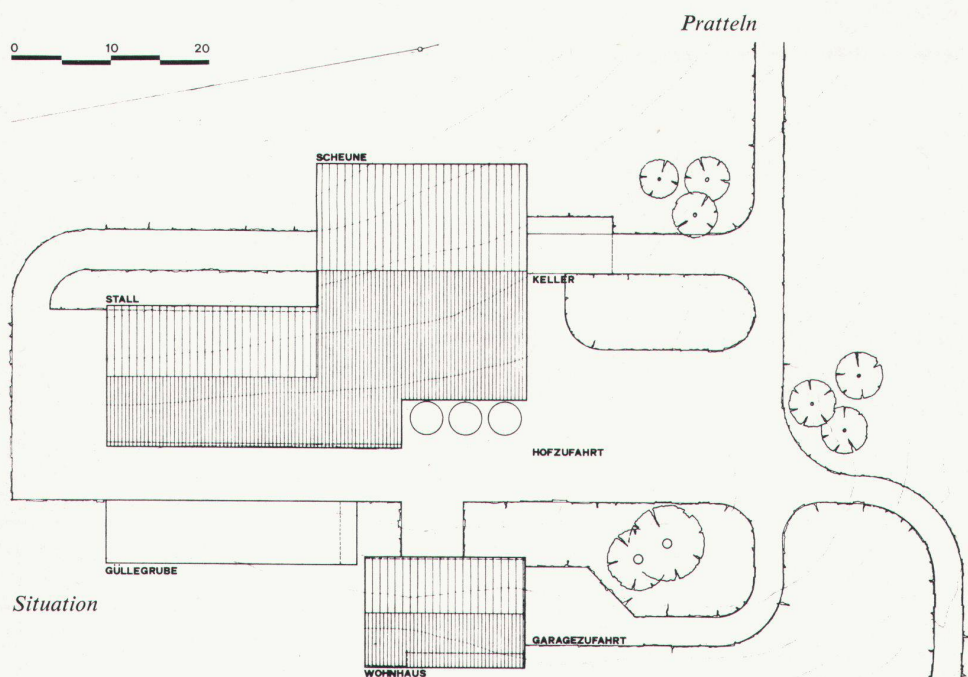 Pratteln
0 10 20
SCHEUNE
KELLER
STALL
HOFZUFAHRT
GÜLLEGRUBE
Situation
GARAGEZUFAHRT
WOHNHAUS